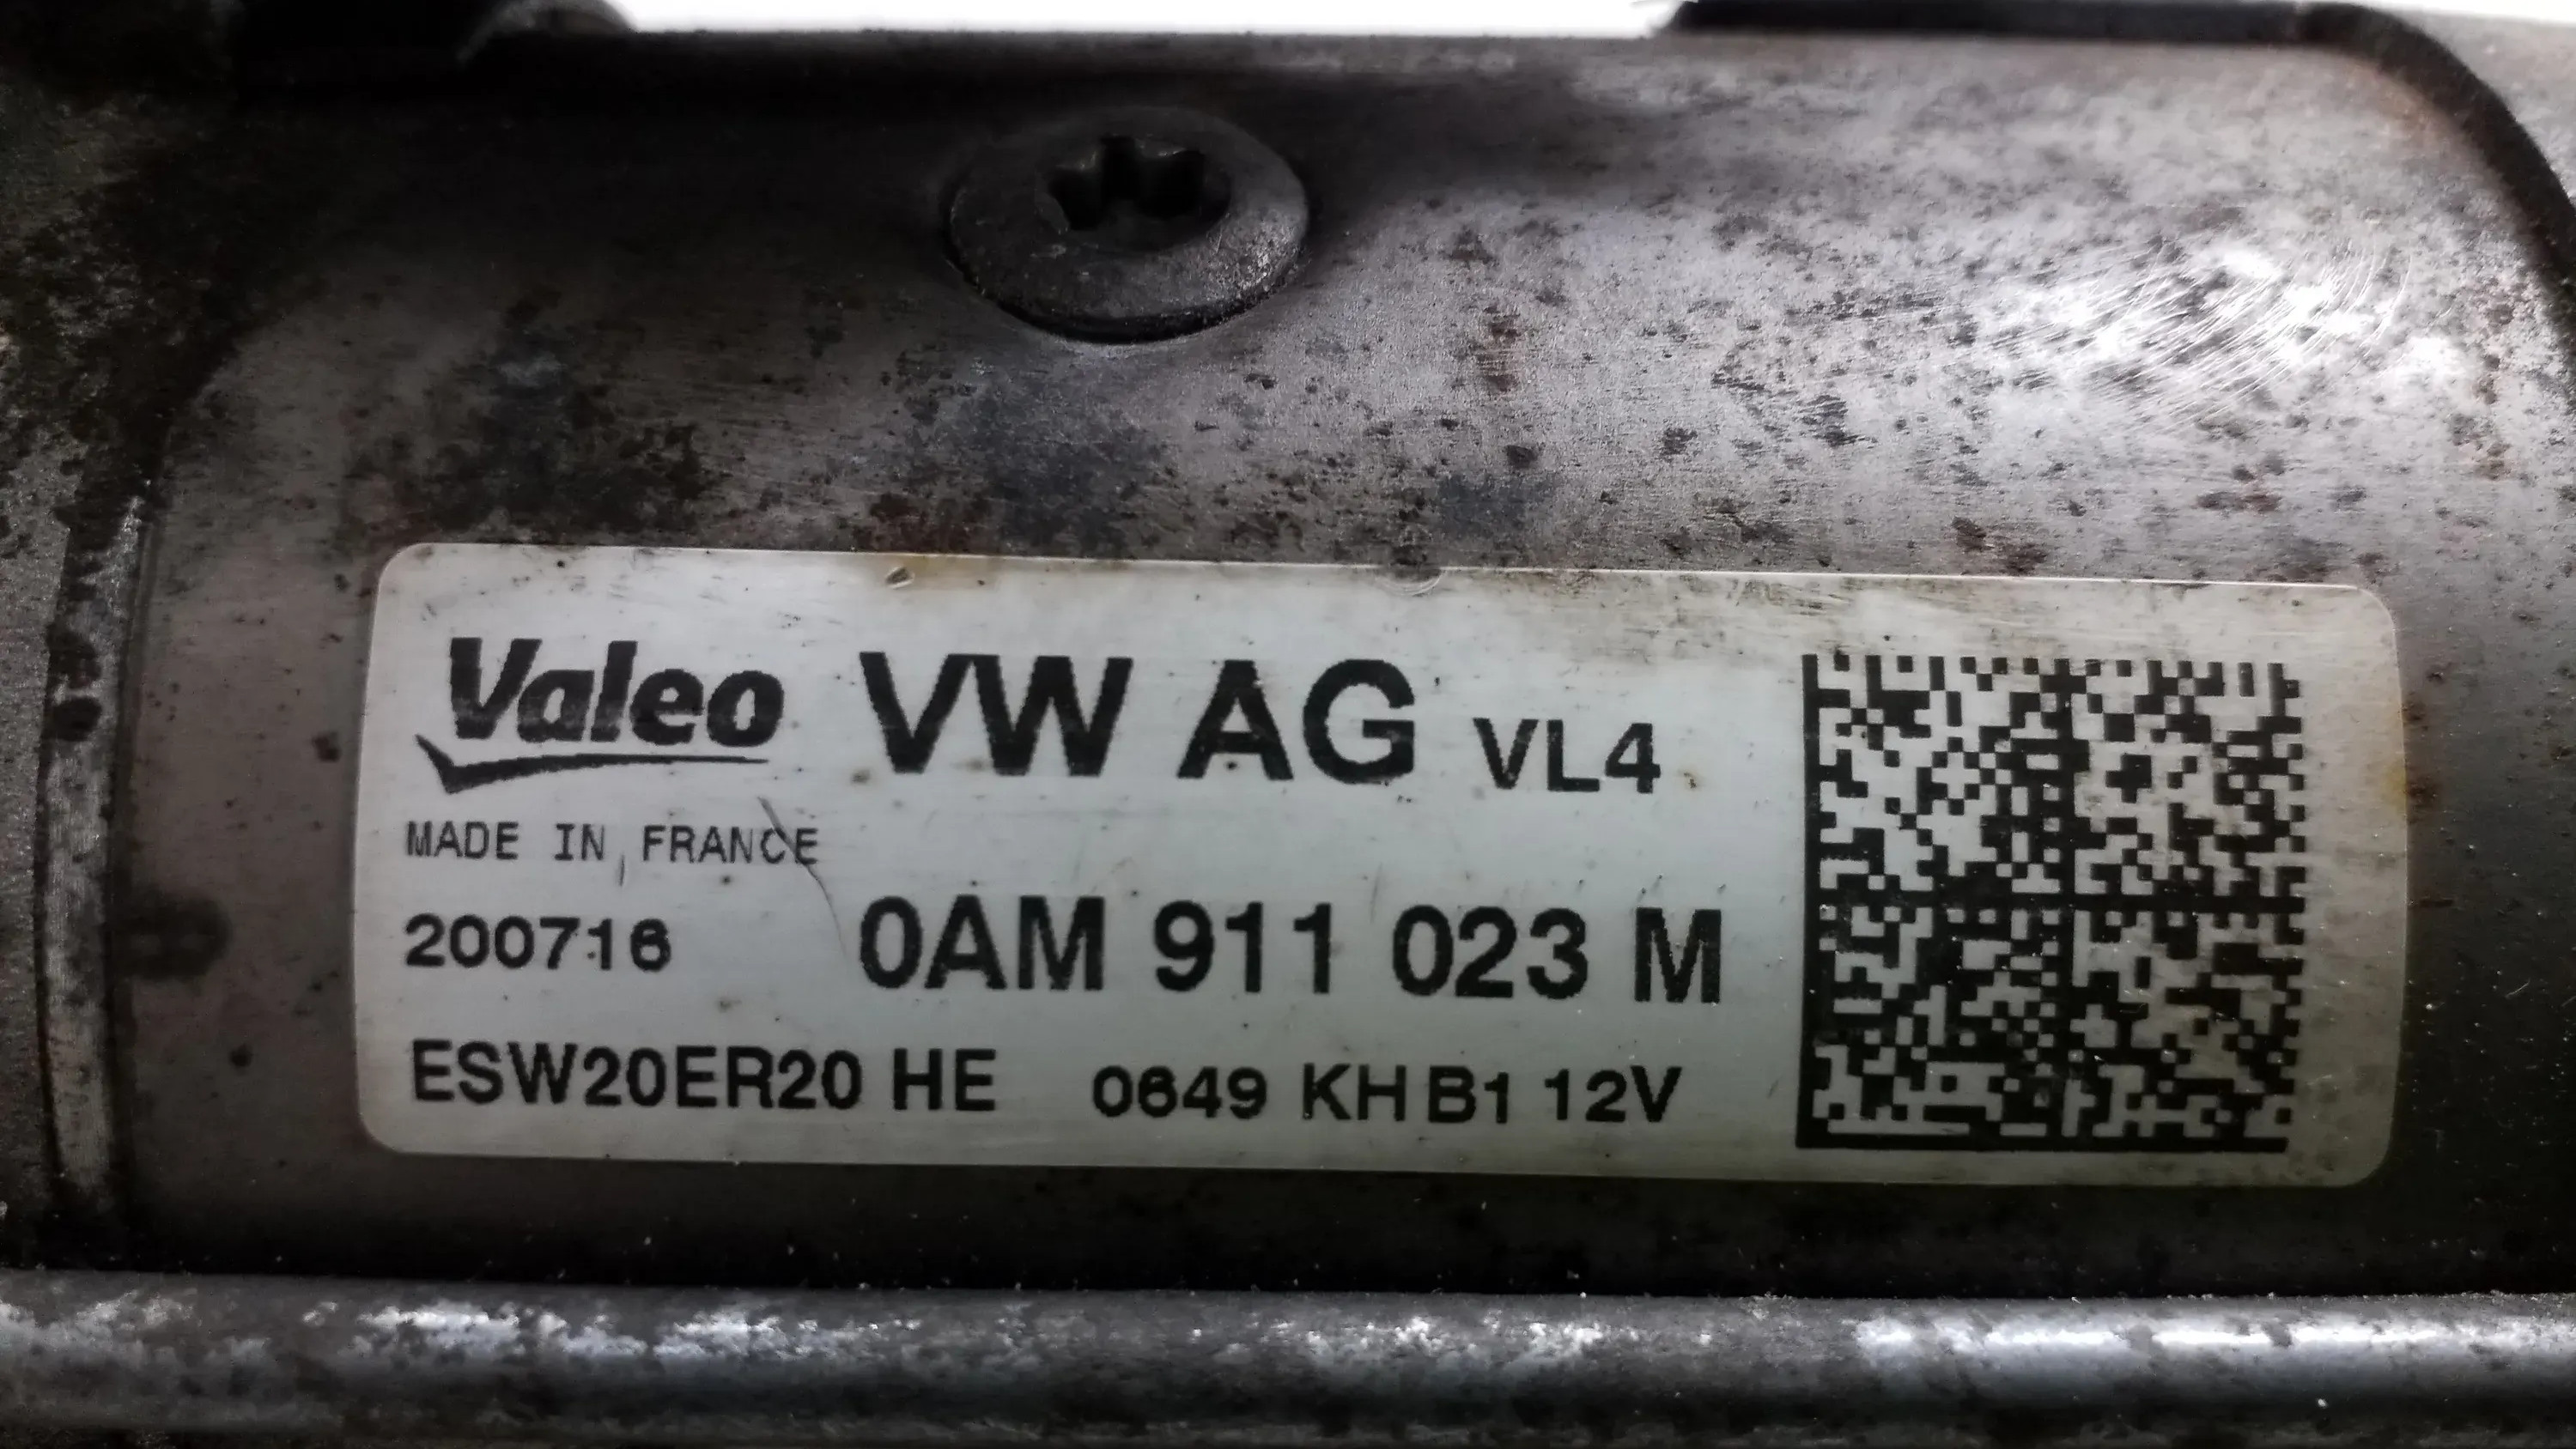 Valeo VW AG VL4
MADE IN FRANCE
200716 0AM 911 023 M
ESW20ER20 HE 0649 KH B1 12V